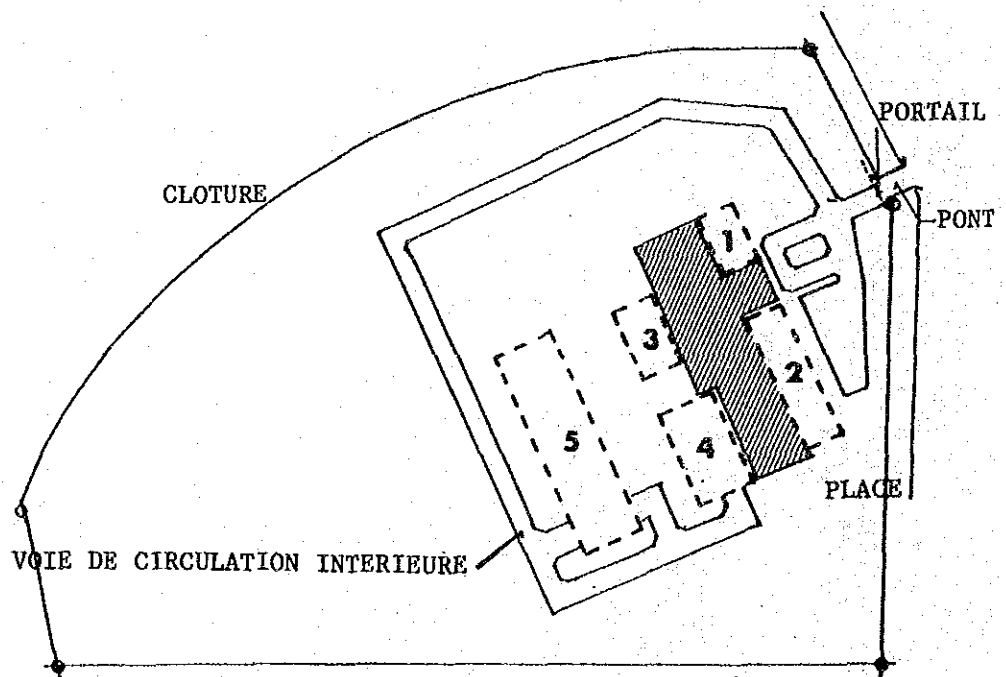 PORTAIL
CLOTURE
PONT
1
3
2
5
4
PLACE
VOIE DE CIRCULATION INTERIEURE